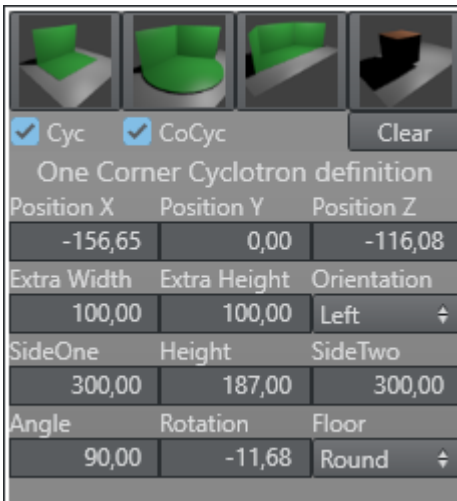 Cyc CoCyc Clear
One Corner Cyclotron definition
Position X Position Y Position Z
-156,65 0,00 -116,08
Extra Width Extra Height Orientation
100,00 100,00 Left
SideOne Height SideTwo
300,00 187,00 300,00
Angle Rotation Floor
90,00 -11,68 Round